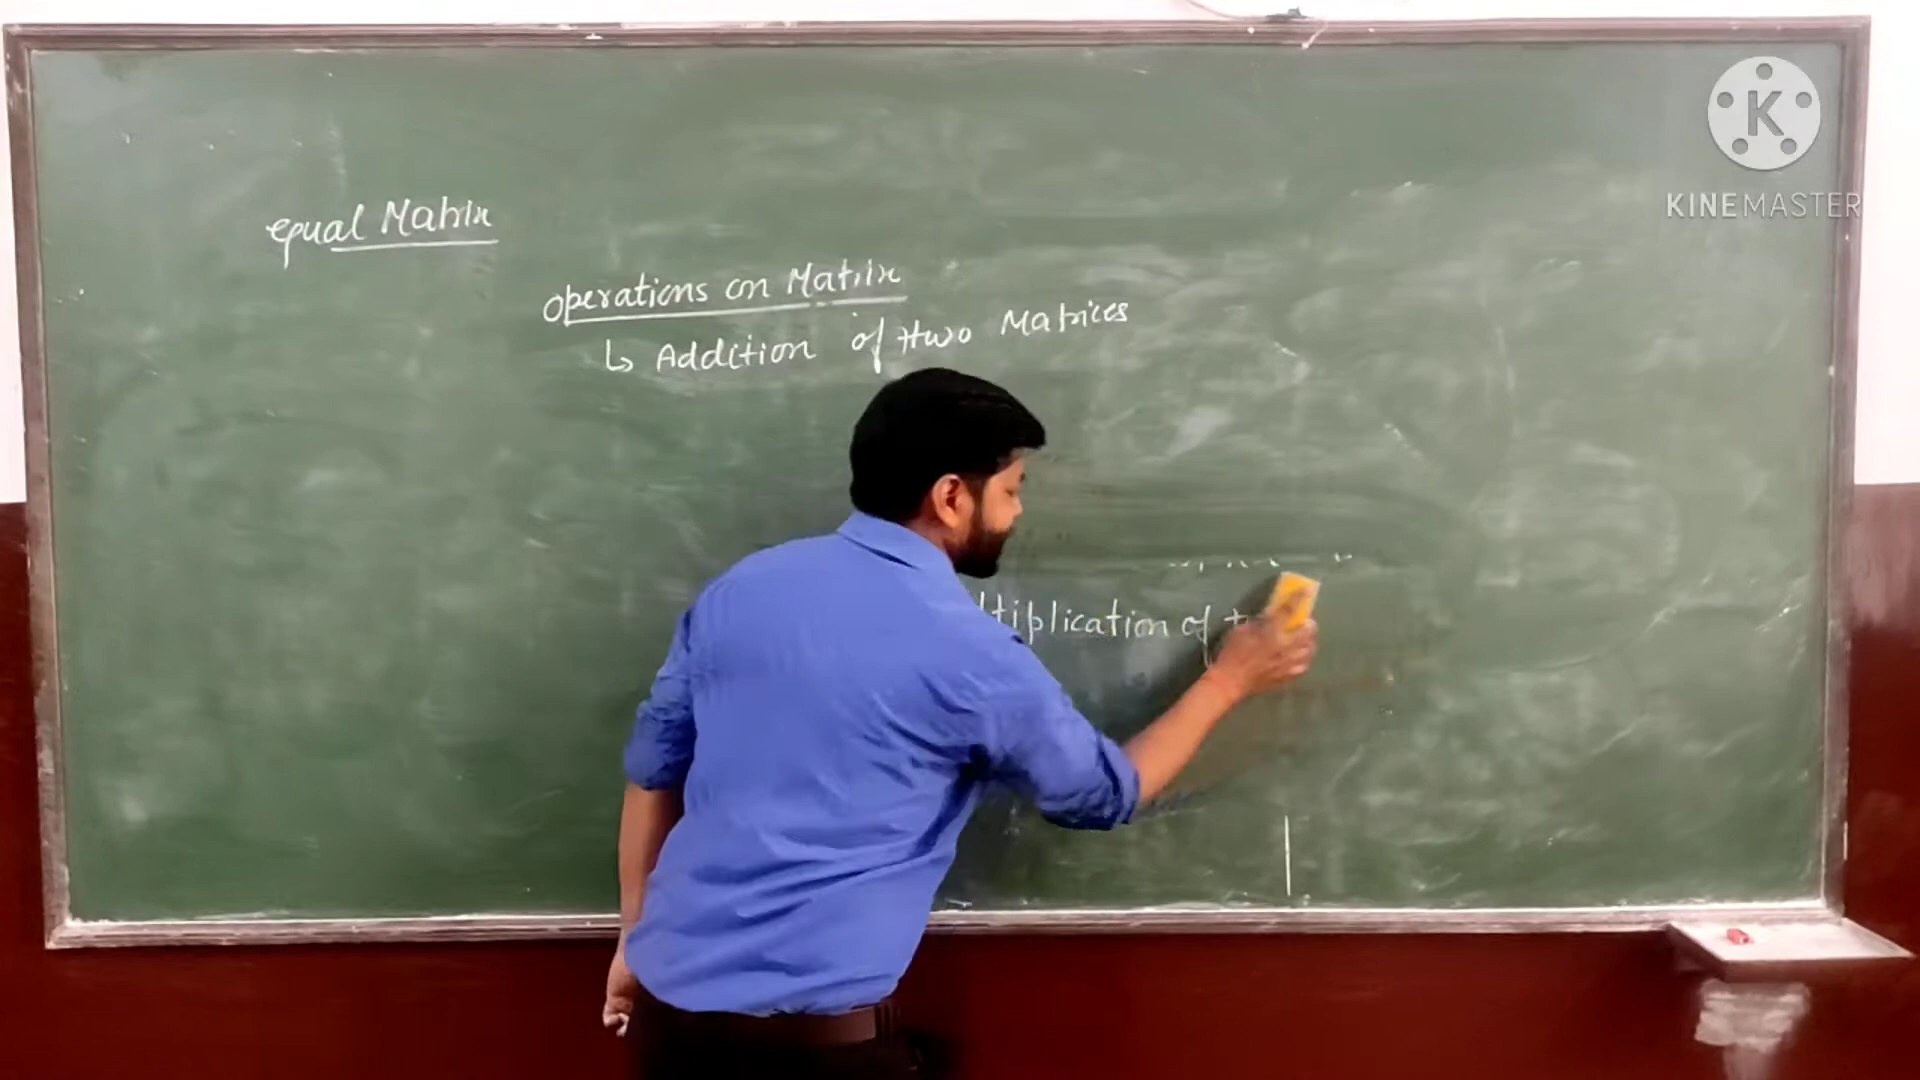 equal Matrix
Operations on Matrix
↳ Addition of two Matrices
ltiplication of
K
KINEMASTER